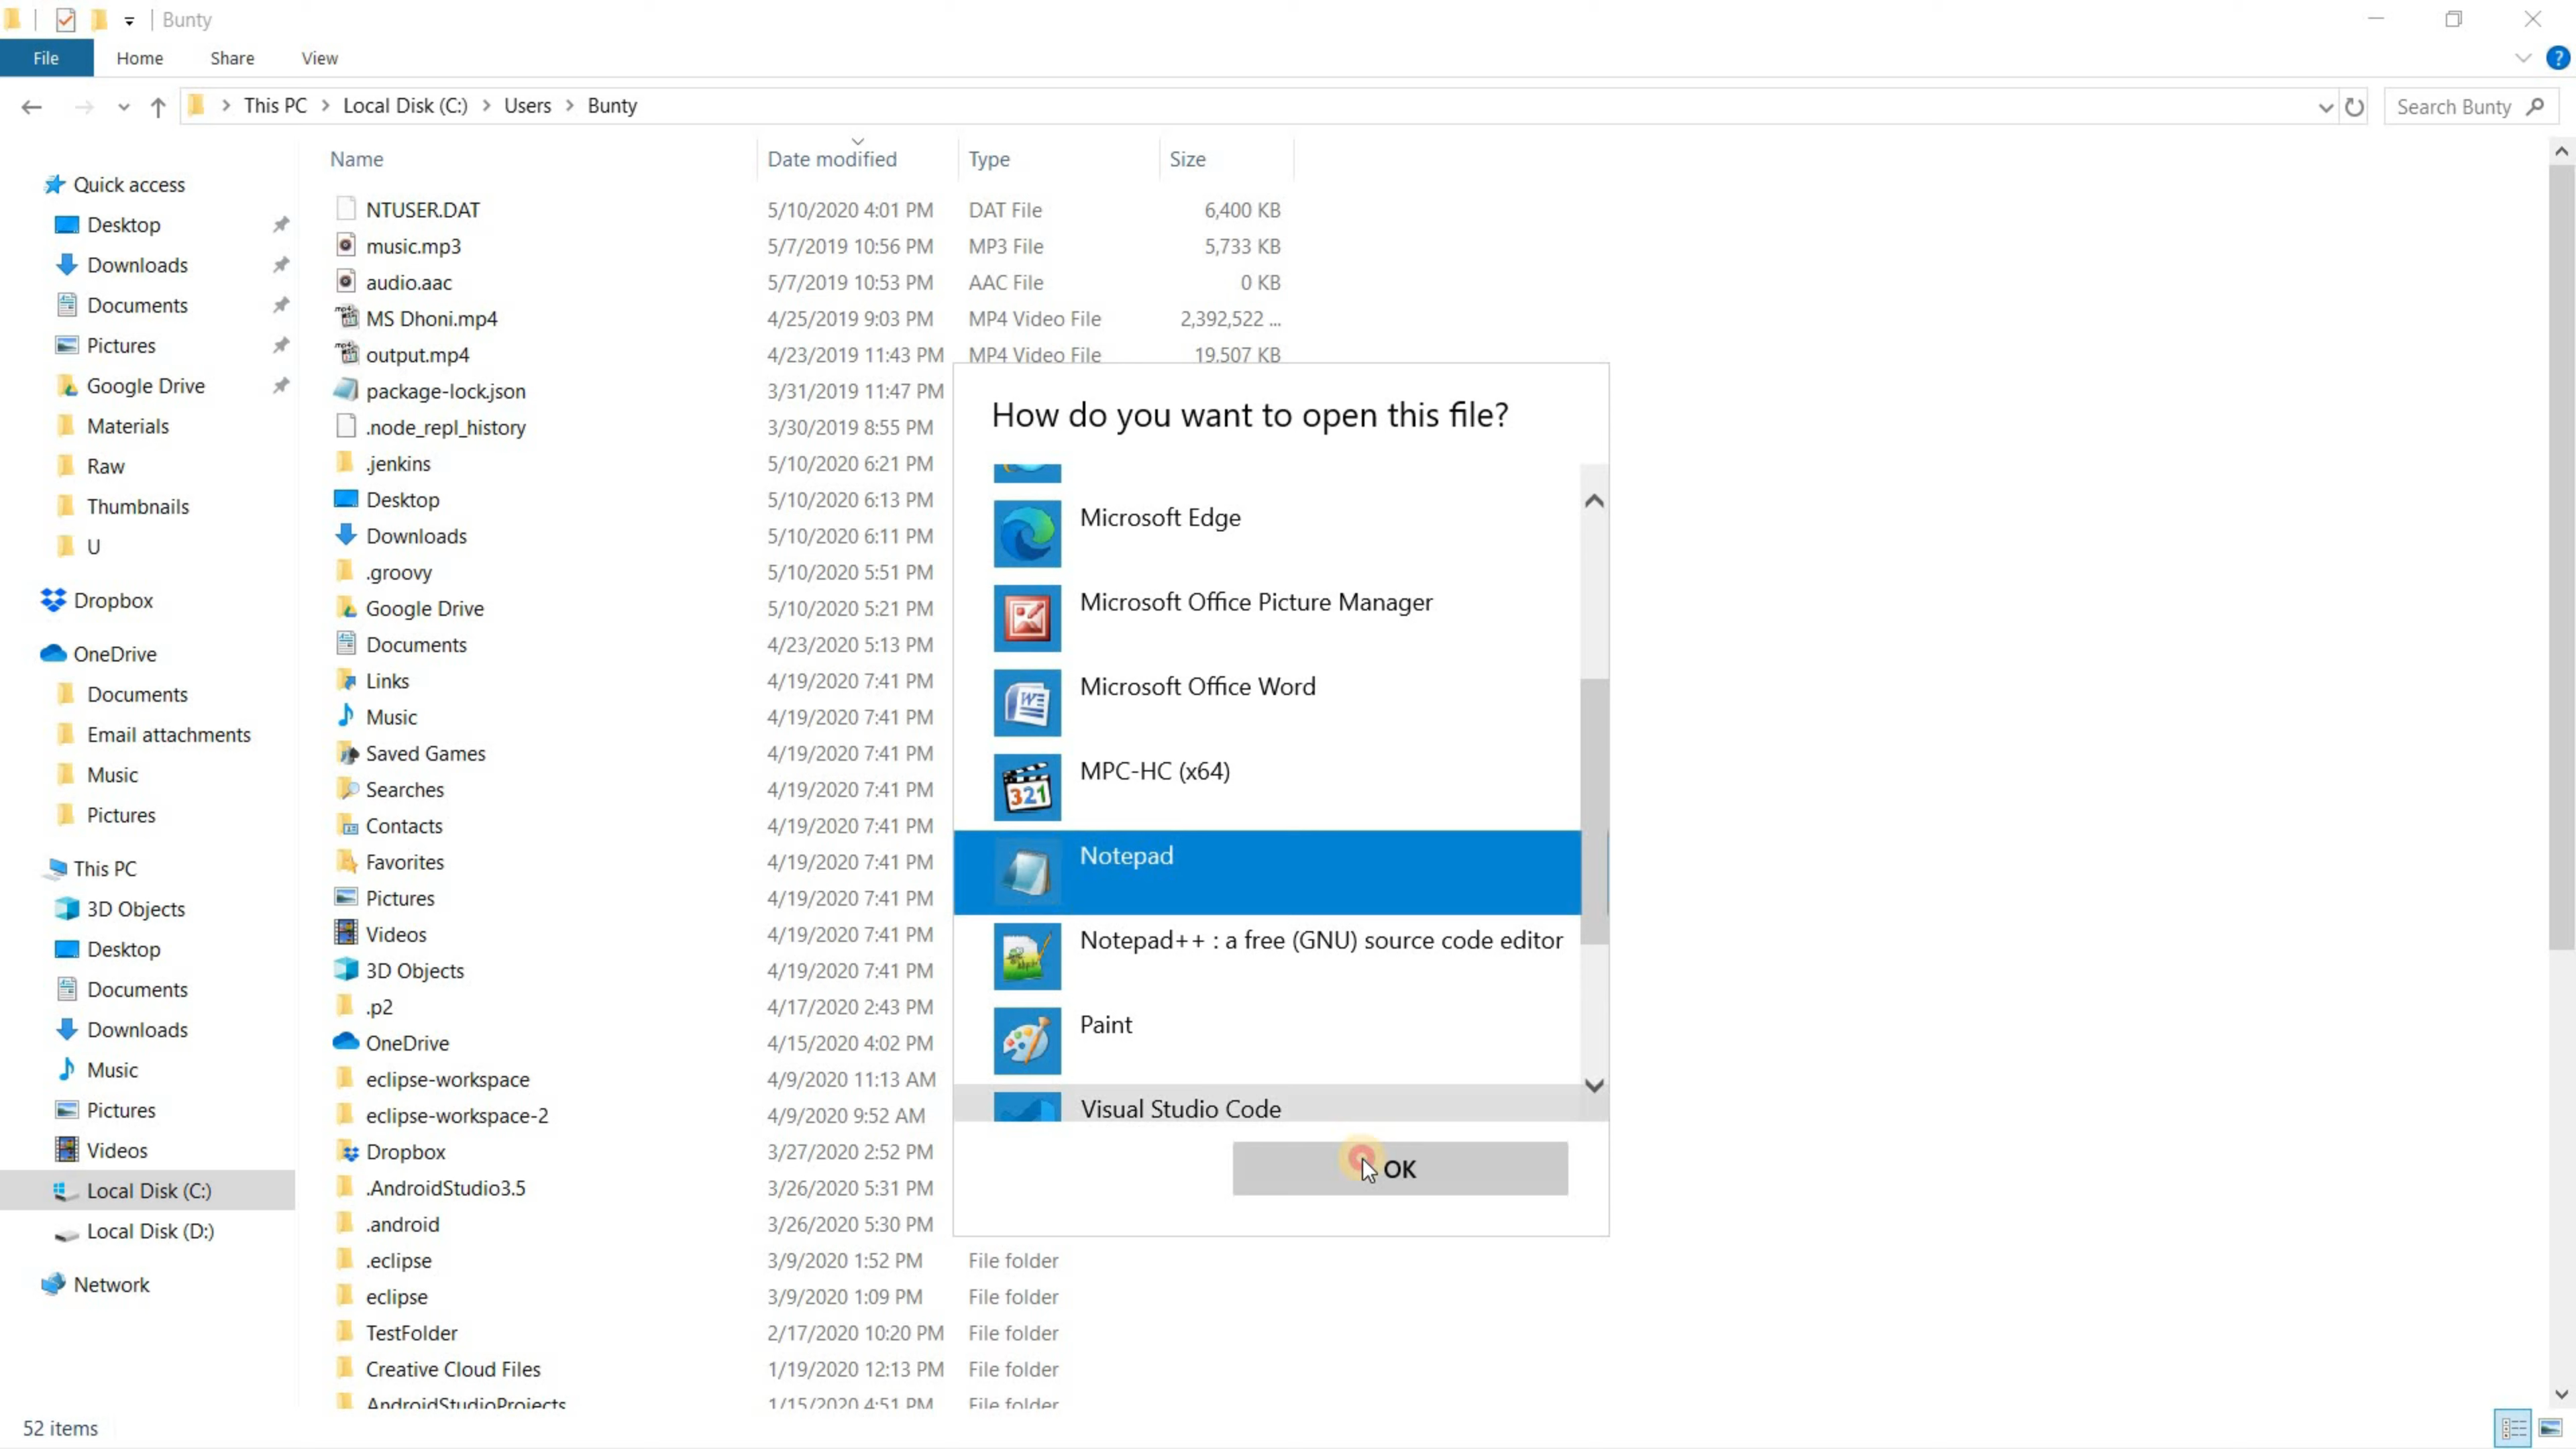 Bunty
File Home Share View
This PC Local Disk (C:) Users Bunty
Search Bunty
Name Date modified Type Size
Quick access
Desktop
Downloads
Documents
Pictures
Google Drive
Materials
Raw
Thumbnails
U
Dropbox
OneDrive
Documents
Email attachments
Music
Pictures
This PC
3D Objects
Desktop
Documents
Downloads
Music
Pictures
Videos
Local Disk (C:)
Local Disk (D:)
Network
NTUSER.DAT 5/10/2020 4:01 PM DAT File 6,400 KB
music.mp3 5/7/2019 10:56 PM MP3 File 5,733 KB
audio.aac 5/7/2019 10:53 PM AAC File 0 KB
MS Dhoni.mp4 4/25/2019 9:03 PM MP4 Video File 2,392,522 ...
output.mp4 4/23/2019 11:43 PM MP4 Video File 19,507 KB
package-lock.json 3/31/2019 11:47 PM
.node_repl_history 3/30/2019 8:55 PM
.jenkins 5/10/2020 6:21 PM
Desktop 5/10/2020 6:13 PM
Downloads 5/10/2020 6:11 PM
.groovy 5/10/2020 5:51 PM
Google Drive 5/10/2020 5:21 PM
Documents 4/23/2020 5:13 PM
Links 4/19/2020 7:41 PM
Music 4/19/2020 7:41 PM
Saved Games 4/19/2020 7:41 PM
Searches 4/19/2020 7:41 PM
Contacts 4/19/2020 7:41 PM
Favorites 4/19/2020 7:41 PM
Pictures 4/19/2020 7:41 PM
Videos 4/19/2020 7:41 PM
3D Objects 4/19/2020 7:41 PM
.p2 4/17/2020 2:43 PM
OneDrive 4/15/2020 4:02 PM
eclipse-workspace 4/9/2020 11:13 AM
eclipse-workspace-2 4/9/2020 9:52 AM
Dropbox 3/27/2020 2:52 PM
.AndroidStudio3.5 3/26/2020 5:31 PM
.android 3/26/2020 5:30 PM
.eclipse 3/9/2020 1:52 PM File folder
eclipse 3/9/2020 1:09 PM File folder
TestFolder 2/17/2020 10:20 PM File folder
Creative Cloud Files 1/19/2020 12:13 PM File folder
AndroidStudioProjects 1/15/2020 4:51 PM File folder
How do you want to open this file?
Microsoft Edge
Microsoft Office Picture Manager
Microsoft Office Word
MPC-HC (x64)
321
Notepad
Notepad++ : a free (GNU) source code editor
Paint
Visual Studio Code
OK
52 items